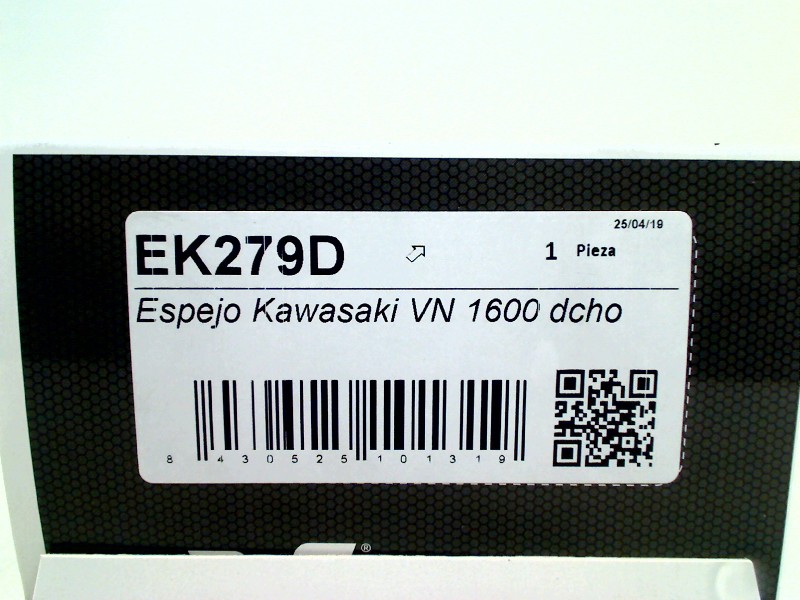 25/04/19
EK279D 1 Pieza
Espejo Kawasaki VN 1600 dcho
8 430525 101319
®